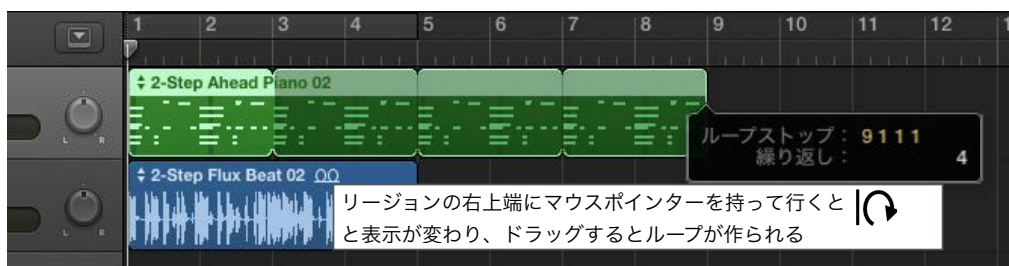 1 2 3 4 5 6 7 8 9 10 11 12 1
2-Step Ahead Piano 02
L R
ループストップ： 9 1 1 1
繰り返し： 4
2-Step Flux Beat 02
リージョンの右上端にマウスポインターを持って行くと
と表示が変わり、ドラッグするとループが作られる
L R